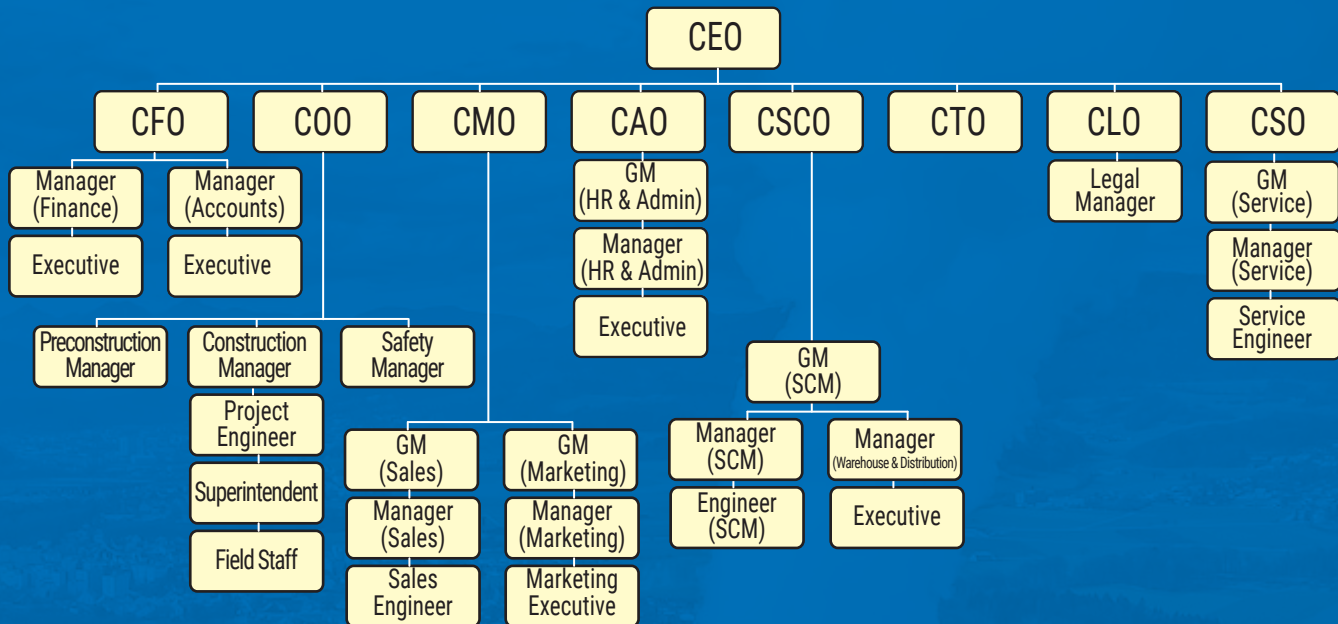 CEO
CFO
COO
CMO
CAO
CSCO
CTO
CLO
CSO
Manager
(Finance)
Executive
Manager
(Accounts)
Executive
Preconstruction
Manager
Construction
Manager
Project
Engineer
Superintendent
Field Staff
Safety
Manager
GM
(Sales)
Manager
(Sales)
Sales
Engineer
GM
(Marketing)
Manager
(Marketing)
Marketing
Executive
GM
(HR & Admin)
Manager
(HR & Admin)
Executive
GM
(SCM)
Manager
(SCM)
Engineer
(SCM)
Manager
(Warehouse & Distribution)
Executive
Legal
Manager
GM
(Service)
Manager
(Service)
Service
Engineer